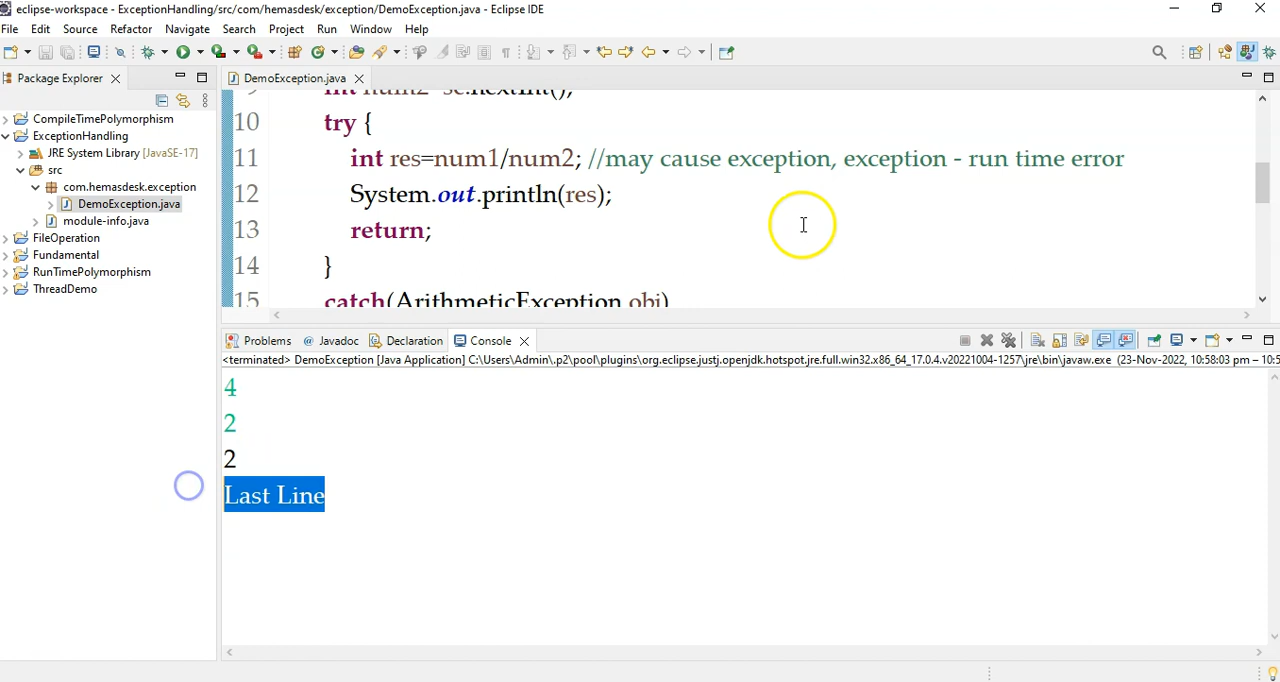 eclipse-workspace - ExceptionHandling/src/com/hemasdesk/exception/DemoException.java - Eclipse IDE
File Edit Source Refactor Navigate Search Project Run Window Help
Package Explorer
DemoException.java
CompileTimePolymorphism
ExceptionHandling
JRE System Library [JavaSE-17]
src
com.hemasdesk.exception
DemoException.java
module-info.java
FileOperation
Fundamental
RunTimePolymorphism
ThreadDemo
9 int num2=sc.nextInt();
10 try {
11 int res=num1/num2; //may cause exception, exception - run time error
12 System.out.println(res);
13 return;
14 }
15 catch(ArithmeticException obj)
Problems Javadoc Declaration Console
<terminated> DemoException [Java Application] C:\Users\Admin\.p2\pool\plugins\org.eclipse.justj.openjdk.hotspot.jre.full.win32.x86_64_17.0.4.v20221004-1257\jre\bin\javaw.exe (23-Nov-2022, 10:58:03 pm – 10:5
4
2
2
Last Line